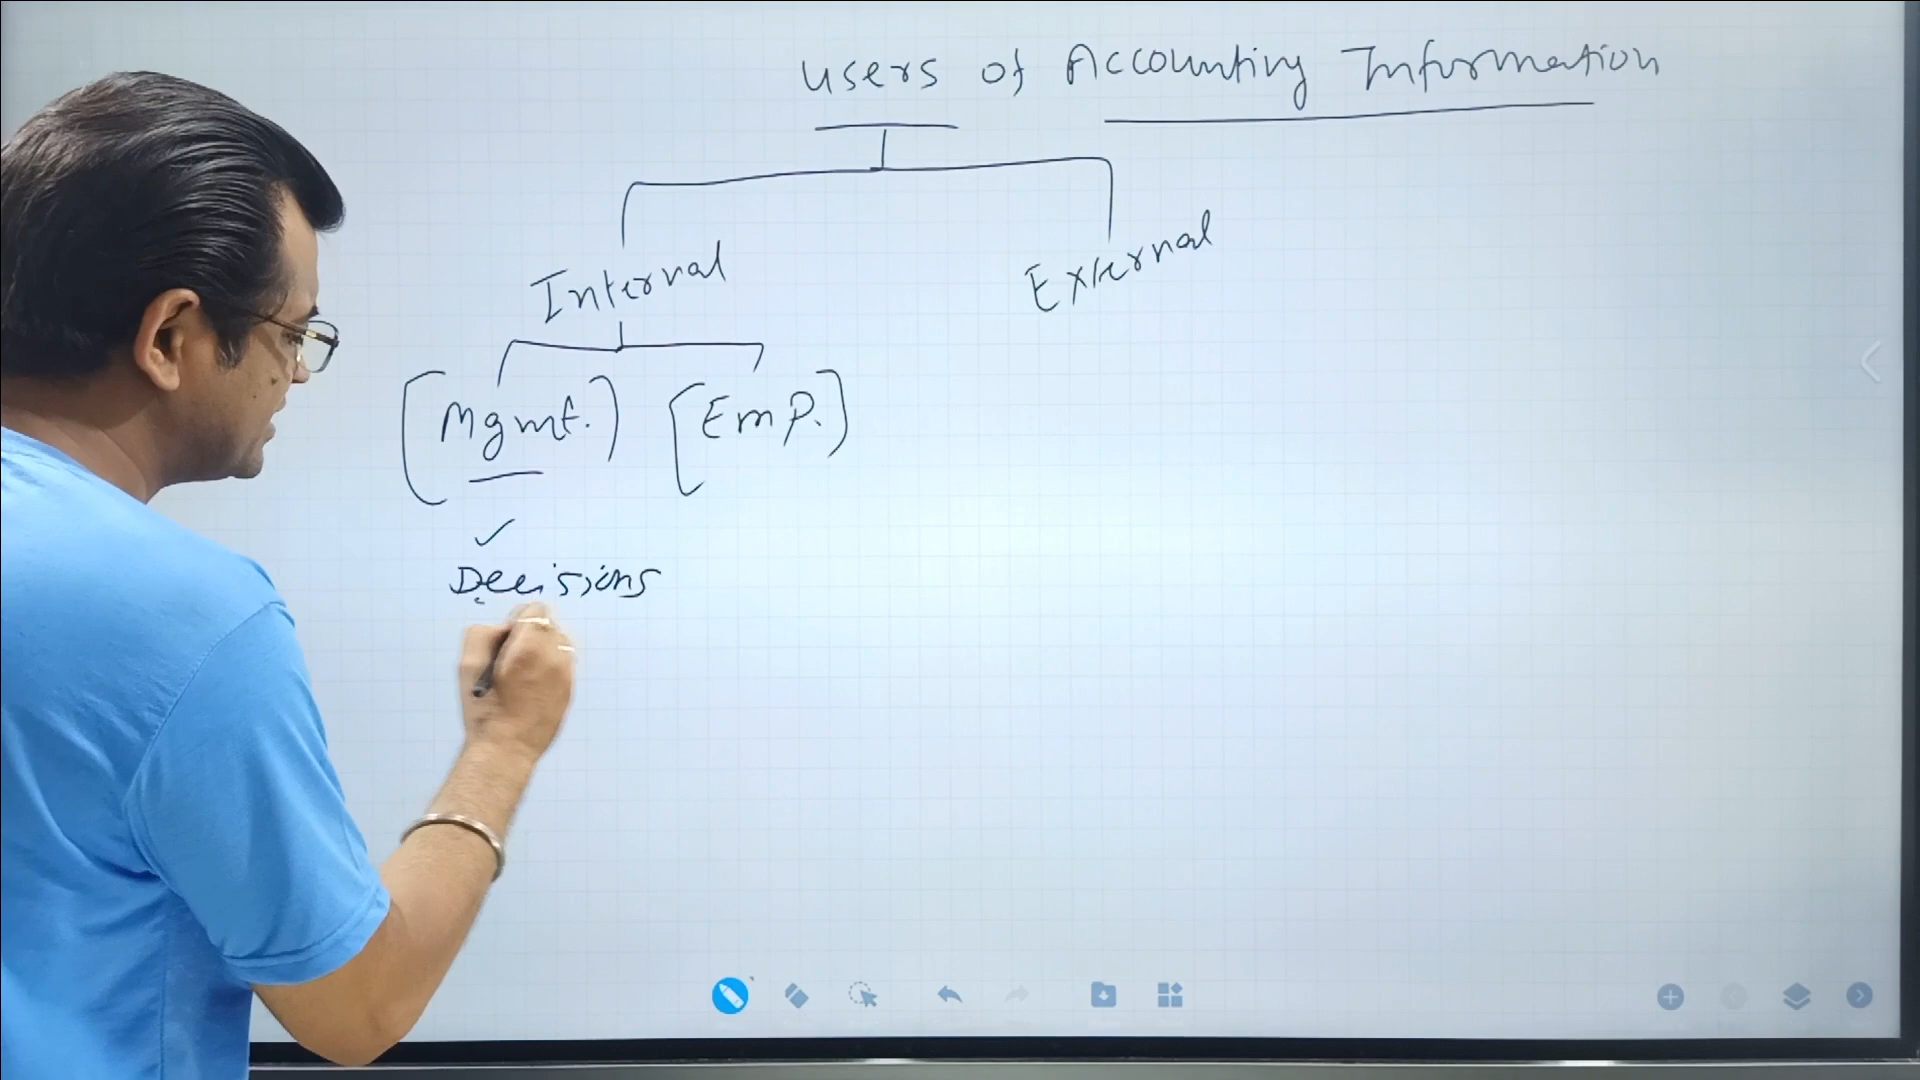 Users of Accounting Information
Internal
External
(Mgmt.) [Emp.]
✓
Decisions